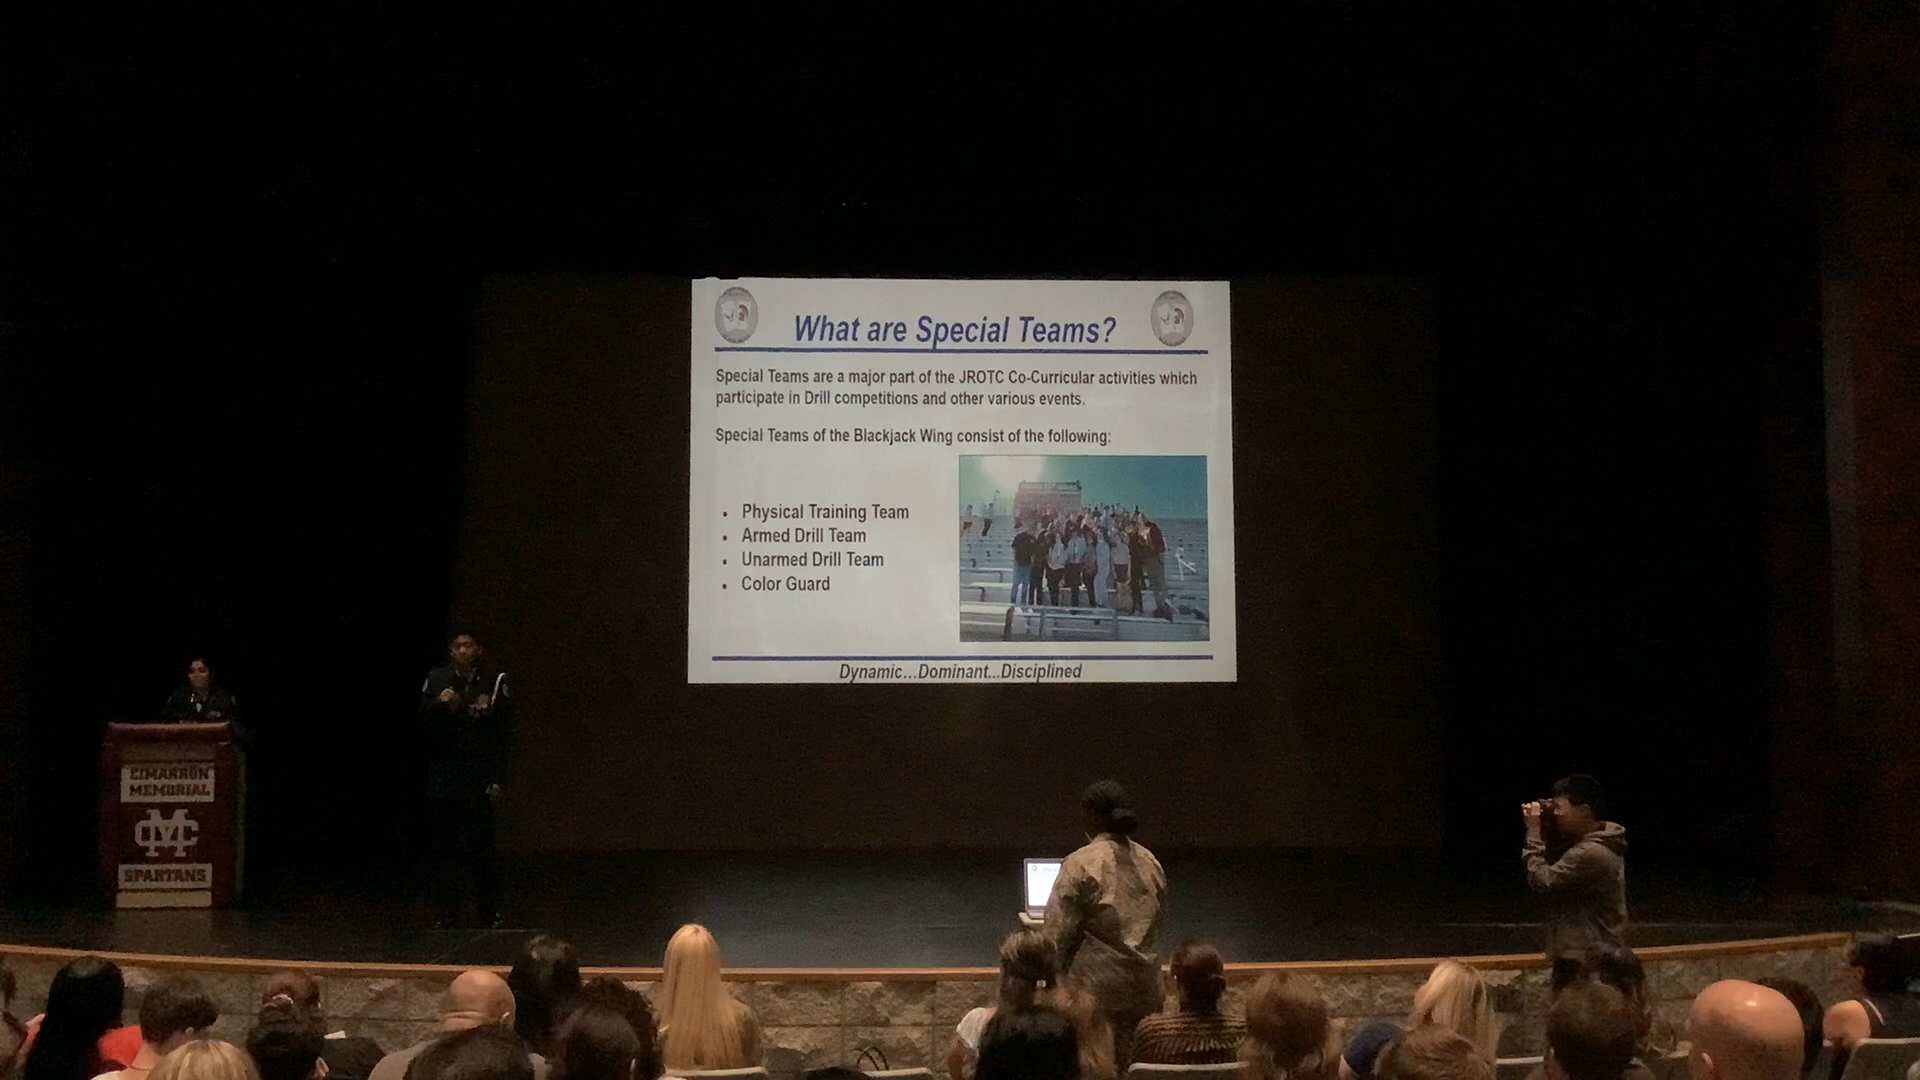 What are Special Teams?
Special Teams are a major part of the JROTC Co-Curricular activities which
participate in Drill competitions and other various events.
Special Teams of the Blackjack Wing consist of the following:
• Physical Training Team
• Armed Drill Team
• Unarmed Drill Team
• Color Guard
Dynamic...Dominant...Disciplined
CIMARRON
MEMORIAL
CM
SPARTANS